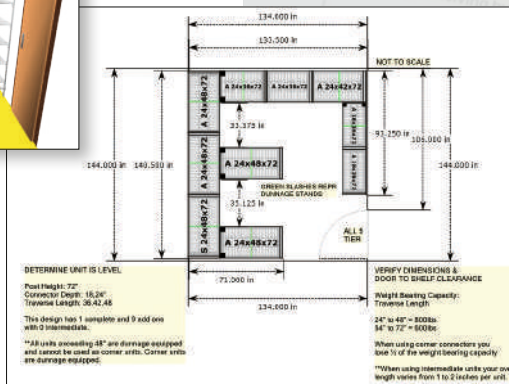 134.000 in
133.500 in
NOT TO SCALE
A 24x48x72
A 24x42x72
33.375 in
93.250 in
106.000 in
144.000 in
140.500 in
144.000 in
A 24x48x72
A 24x48x72
GREEN SLASHES REPR
DUNNAGE STANDS
35.125 in
S 24x48x72
A 24x48x72
ALL 5
TIER
71.000 in
134.000 in
DETERMINE UNIT IS LEVEL
Post Height: 72"
Connector Depth: 18,24"
Traverse Length: 36,42,48
This design has 1 complete and 9 add ons
with 0 intermediate.
**All units exceeding 48" are dunnage equipped
and cannot be used as corner units. Corner units
are dunnage equipped.
VERIFY DIMENSIONS &
DOOR TO SHELF CLEARANCE
Weight Bearing Capacity:
Traverse Length
24" to 48" = 800lbs.
54" to 72" = 600lbs
When using corner connectors you
lose ½ of the weight bearing capacity
**When using intermediate units your ove
length varies from 1 to 2 inches per unit.